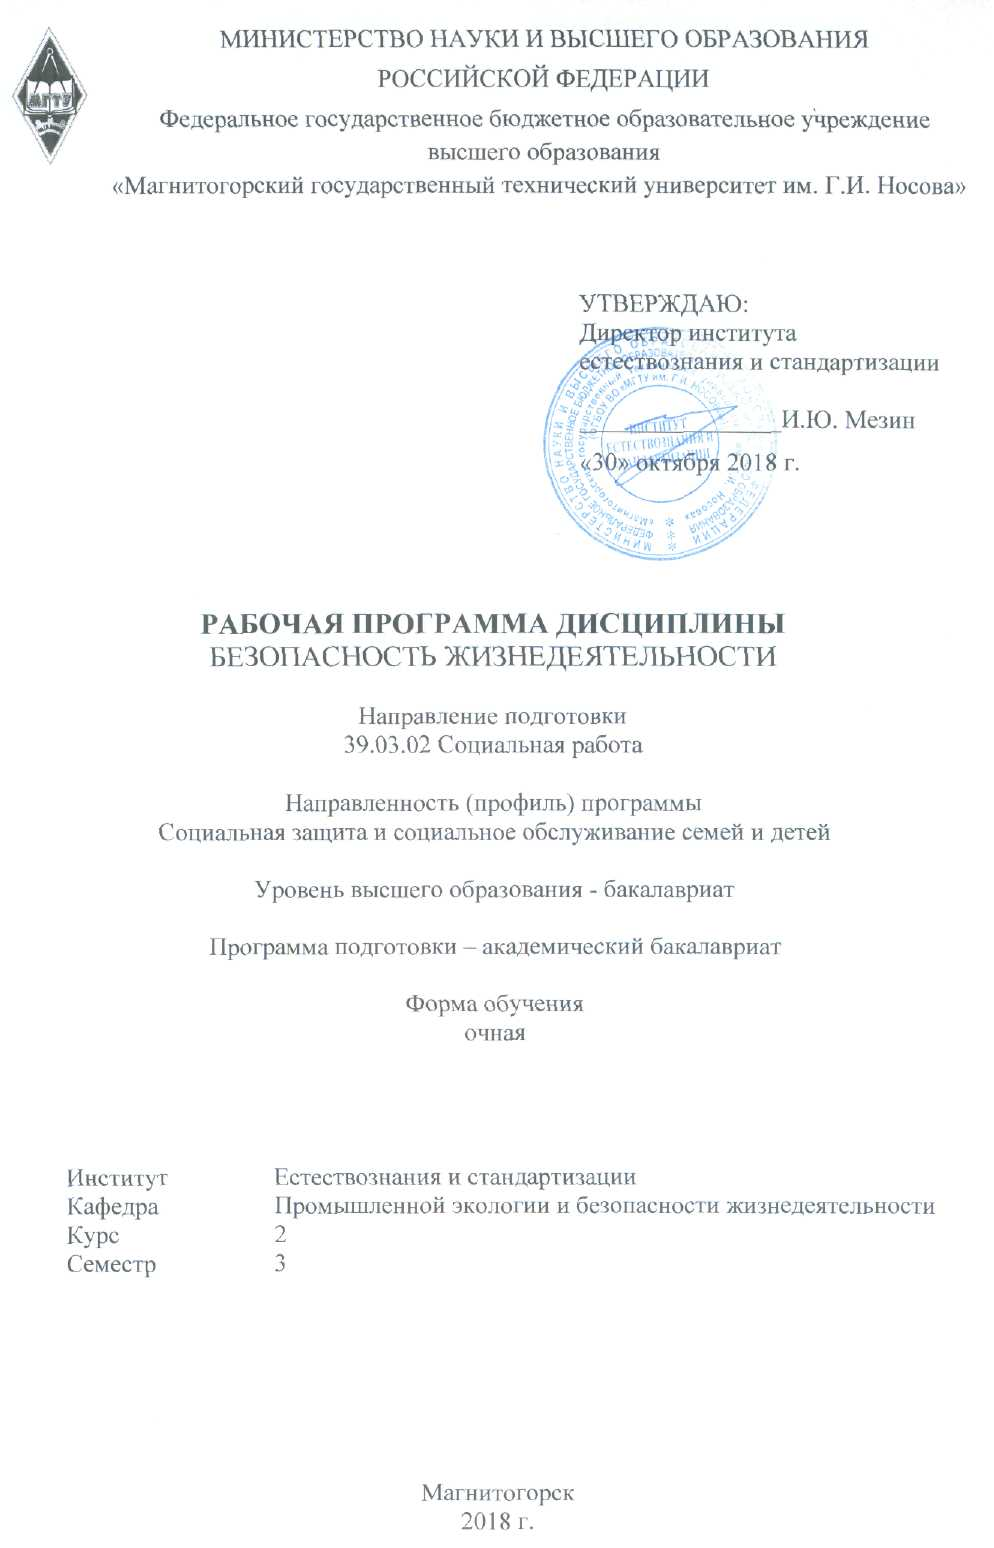 МИНИСТЕРСТВО НАУКИ И ВЫСШЕГО ОБРАЗОВАНИЯ
РОССИЙСКОЙ ФЕДЕРАЦИИ
Федеральное государственное бюджетное образовательное учреждение
высшего образования
«Магнитогорский государственный технический университет им. Г.И. Носова»
МГТУ
УТВЕРЖДАЮ:
Директор института
естествознания и стандартизации
И.Ю. Мезин
«30» октября 2018 г.
ИНСТИТУТ
ЕСТЕСТВОЗНАНИЯ И
РАБОЧАЯ ПРОГРАММА ДИСЦИПЛИНЫ
БЕЗОПАСНОСТЬ ЖИЗНЕДЕЯТЕЛЬНОСТИ
Направление подготовки
39.03.02 Социальная работа
Направленность (профиль) программы
Социальная защита и социальное обслуживание семей и детей
Уровень высшего образования - бакалавриат
Программа подготовки – академический бакалавриат
Форма обучения
очная
Институт Естествознания и стандартизации
Кафедра Промышленной экологии и безопасности жизнедеятельности
Курс 2
Семестр 3
Магнитогорск
2018 г.